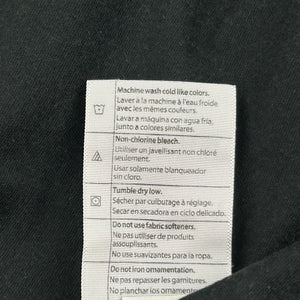 Machine wash cold like colors.
Laver à la machine à l'eau froide
avec les mêmes couleurs.
Lavar a máquina con agua fría,
junto a colores similares.
Non-chlorine bleach.
Utiliser un javellisant non chloré
seulement.
Usar solamente blanqueador
sin cloro.
Tumble dry low.
Sécher par culbutage à réglage.
Secar en secadora en ciclo delicado.
Do not use fabric softeners.
Ne pas utiliser de produits
assouplissants.
No use suavizantes para la ropa.
Do not iron ornamentation.
Ne pas repasser les garnitures.
No planchar los ornamentos